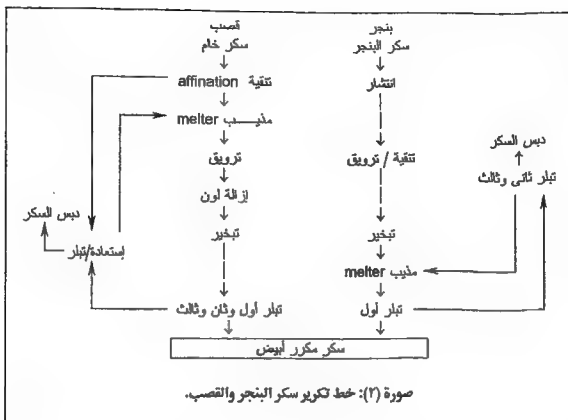 قصب
سكر خام
تنقية affination
مذيـــب melter
ترويق
إزالة لون
تبخير
تبلر أول وثان وثالث
إستعادة/تبلر
دبس السكر
بنجر
سكر البنجر
انتشار
تنقية / ترويق
تبخير
مذيب melter
تبلر أول
دبس السكر
تبلر ثانى وثالث
سكر مكرر أبيض
صورة (٢): خط تكرير سكر البنجر والقصب.